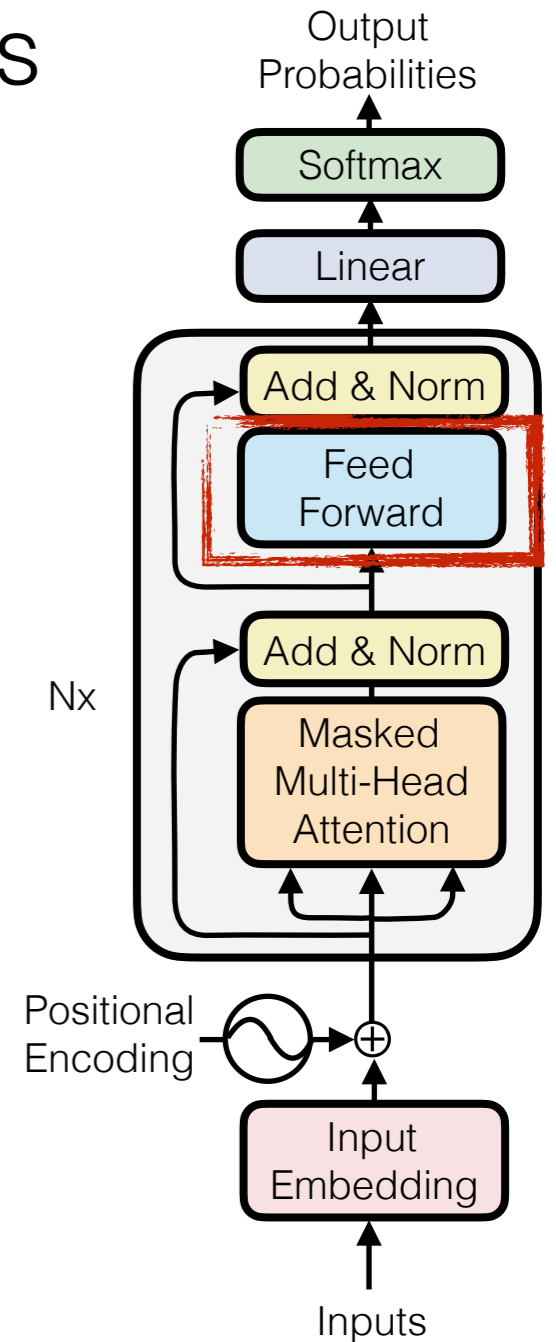 s
Output
Probabilities
Softmax
Linear
Add & Norm
Feed
Forward
Add & Norm
Nx
Masked
Multi-Head
Attention
Positional
Encoding
+
Input
Embedding
Inputs